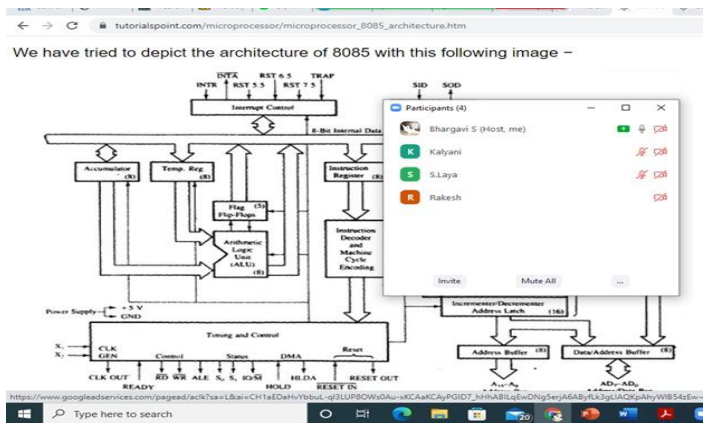 tutorialspoint.com/microprocessor/microprocessor_8085_architecture.htm
We have tried to depict the architecture of 8085 with this following image −
INTA RST 6.5 TRAP
INTR RST 5.5 RST 7.5
SID SOD
Interrupt Control
8-Bit Internal Data
Participants (4)
Bhargavi S (Host, me)
K Kalyani
S S.Laya
R Rakesh
Invite Mute All ...
Accumulator (8)
Temp. Reg. (8)
Instruction Register (8)
Flag (5) Flip-Flops
Arithmetic Logic Unit (ALU) (8)
Instruction Decoder and Machine Cycle Encoding
Power Supply +5 V
GND
Incrementer/Decrementer
Address Latch (16)
Timing and Control
X₁ CLK
X₂ GEN
Control Status DMA Reset
Address Buffer (8)
Data/Address Buffer (8)
CLK OUT RD WR ALE S₀ S₁ IO/M HLDA RESET OUT
READY HOLD RESET IN
A₁₅-A₈
AD₇-AD₀
Type here to search
20